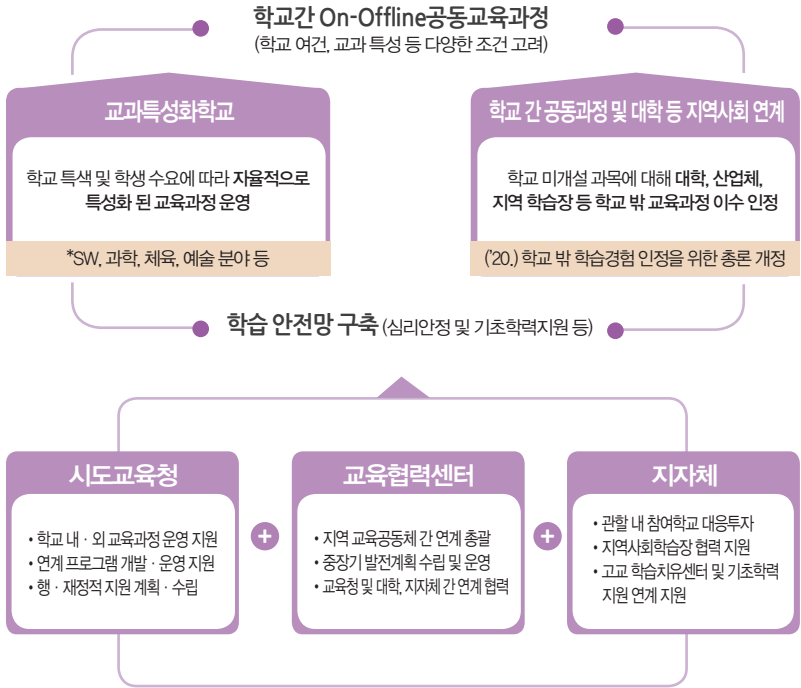 학교간 On-Offline공동교육과정
(학교 여건, 교과 특성 등 다양한 조건 고려)
교과특성화학교
학교 특색 및 학생 수요에 따라 자율적으로
특성화 된 교육과정 운영
*SW, 과학, 체육, 예술 분야 등
학교 간 공동과정 및 대학 등 지역사회 연계
학교 미개설 과목에 대해 대학, 산업체,
지역 학습장 등 학교 밖 교육과정 이수 인정
('20.) 학교 밖 학습경험 인정을 위한 총론 개정
학습 안전망 구축 (심리안정 및 기초학력지원 등)
시도교육청
• 학교 내 · 외 교육과정 운영 지원
• 연계 프로그램 개발 · 운영 지원
• 행 · 재정적 지원 계획 · 수립
+
교육협력센터
• 지역 교육공동체 간 연계 총괄
• 중장기 발전계획 수립 및 운영
• 교육청 및 대학, 지자체 간 연계 협력
+
지자체
• 관할 내 참여학교 대응투자
• 지역사회학습장 협력 지원
• 고교 학습치유센터 및 기초학력
지원 연계 지원